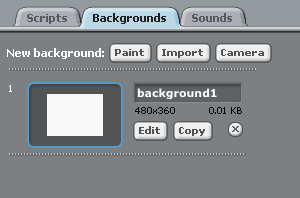 Scripts Backgrounds Sounds
New background: Paint Import Camera
1
background1
480x360 0.01 KB
Edit Copy